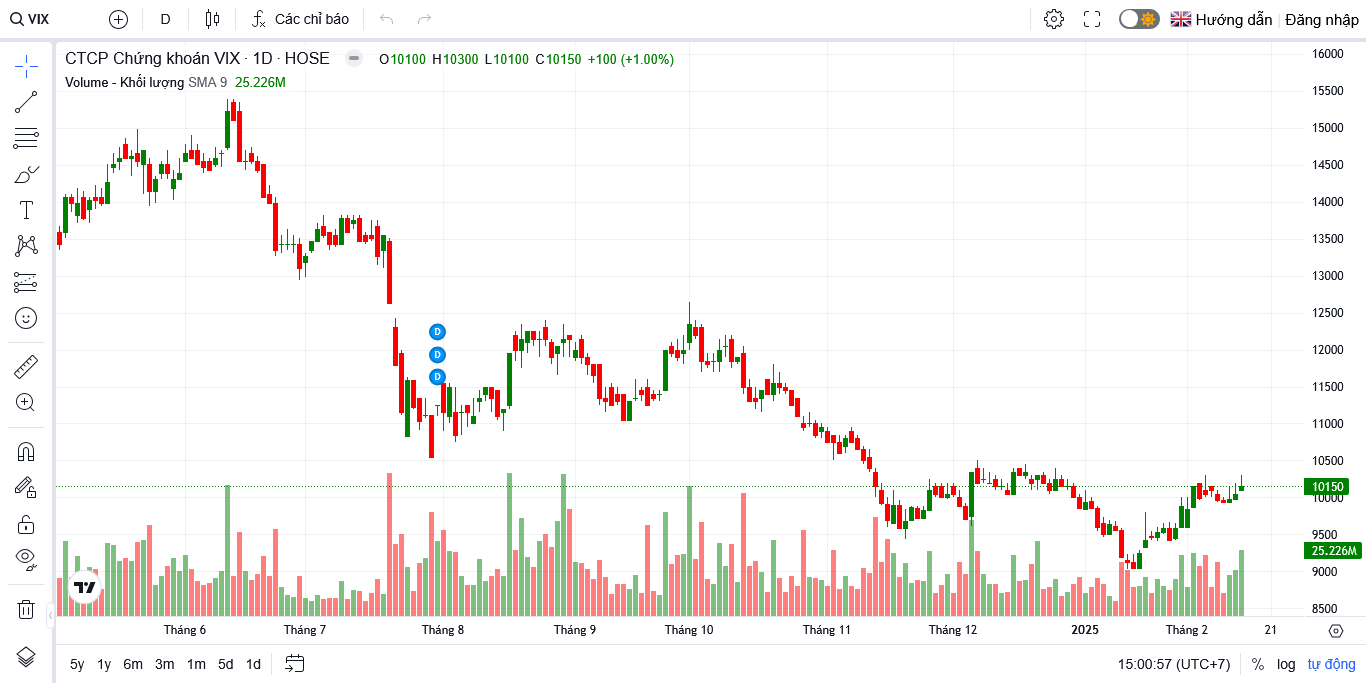 VIX D Các chỉ báo Hướng dẫn Đăng nhập
CTCP Chứng khoán VIX · 1D · HOSE O10100 H10300 L10100 C10150 +100 (+1.00%)
Volume - Khối lượng SMA 9 25.226M
16000
15500
15000
14500
14000
13500
13000
12500
12000
11500
11000
10500
10150
10000
9500
25.226M
9000
8500
D
D
D
Tháng 6 Tháng 7 Tháng 8 Tháng 9 Tháng 10 Tháng 11 Tháng 12 2025 Tháng 2 21
5y 1y 6m 3m 1m 5d 1d 15:00:57 (UTC+7) % log tự động